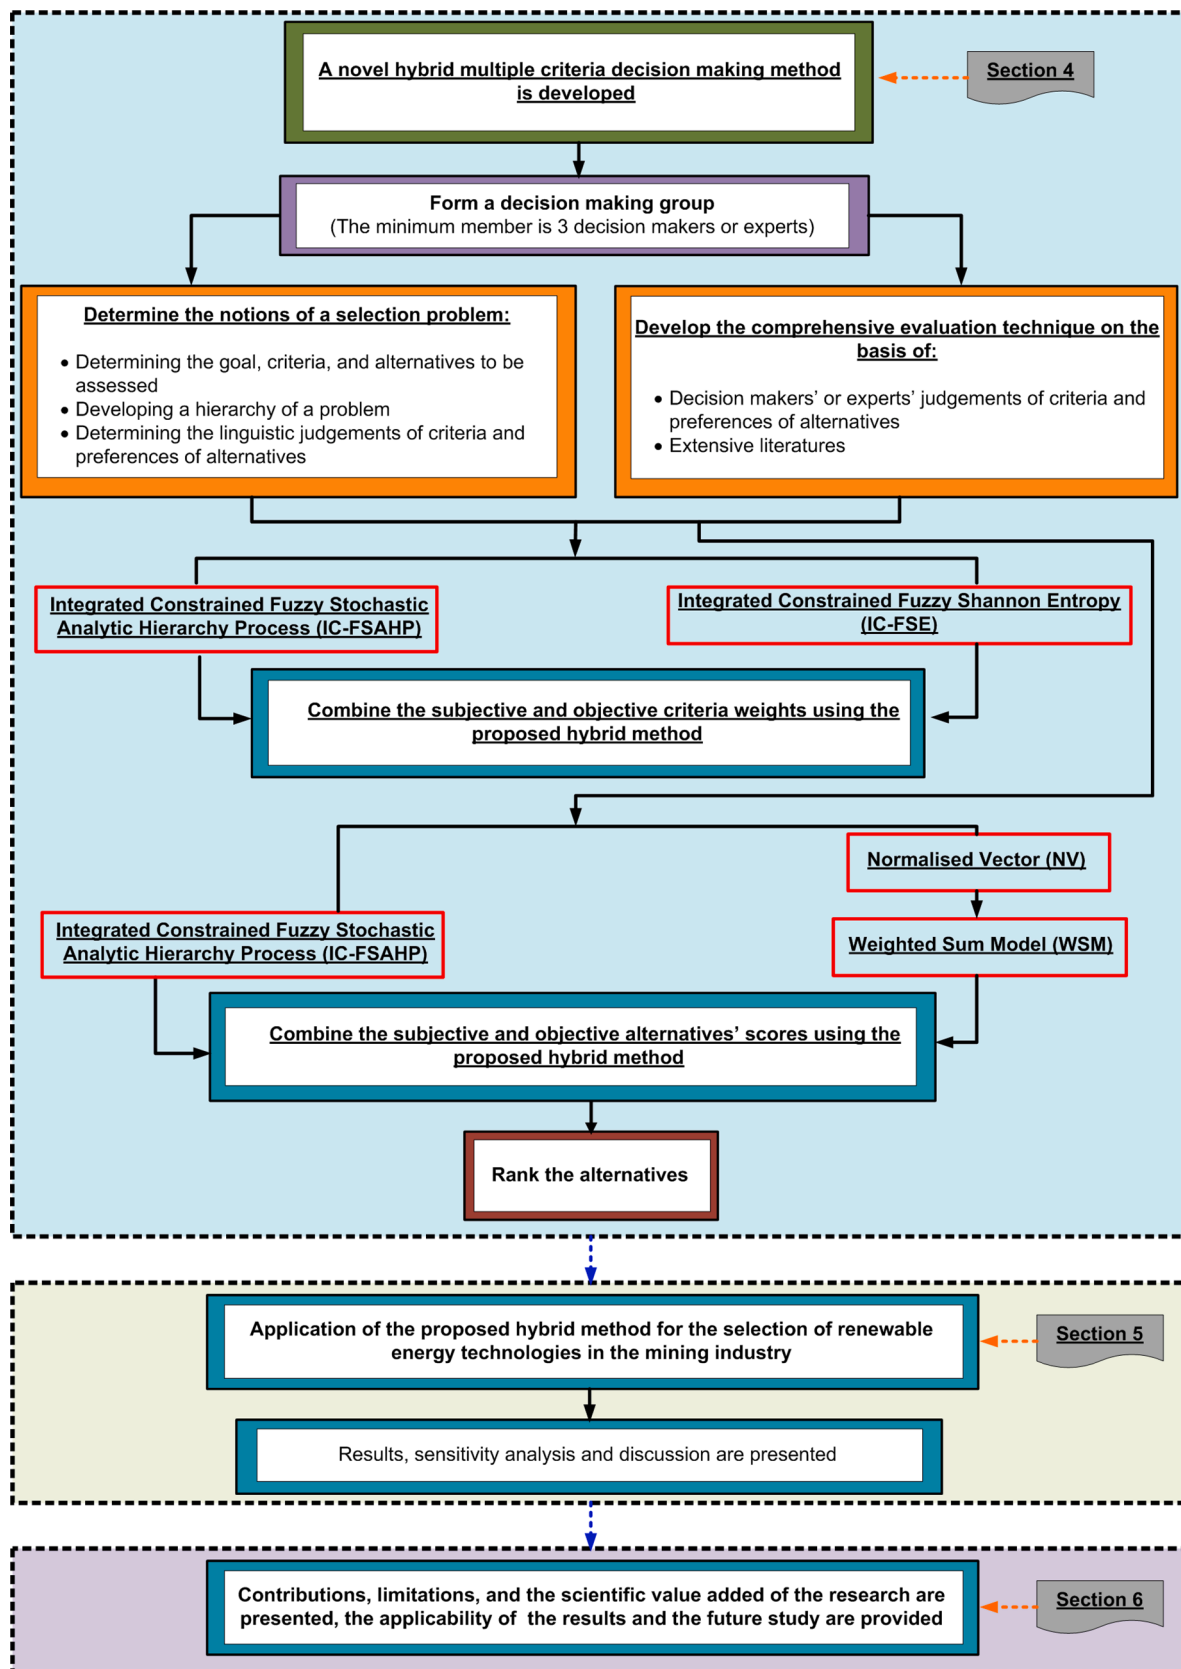 A novel hybrid multiple criteria decision making method
is developed
Section 4
Form a decision making group
(The minimum member is 3 decision makers or experts)
Determine the notions of a selection problem:
• Determining the goal, criteria, and alternatives to be
assessed
• Developing a hierarchy of a problem
• Determining the linguistic judgements of criteria and
preferences of alternatives
Develop the comprehensive evaluation technique on the
basis of:
• Decision makers’ or experts’ judgements of criteria and
preferences of alternatives
• Extensive literatures
Integrated Constrained Fuzzy Stochastic
Analytic Hierarchy Process (IC-FSAHP)
Integrated Constrained Fuzzy Shannon Entropy
(IC-FSE)
Combine the subjective and objective criteria weights using the
proposed hybrid method
Normalised Vector (NV)
Integrated Constrained Fuzzy Stochastic
Analytic Hierarchy Process (IC-FSAHP)
Weighted Sum Model (WSM)
Combine the subjective and objective alternatives’ scores using the
proposed hybrid method
Rank the alternatives
Application of the proposed hybrid method for the selection of renewable
energy technologies in the mining industry
Section 5
Results, sensitivity analysis and discussion are presented
Contributions, limitations, and the scientific value added of the research are
presented, the applicability of the results and the future study are provided
Section 6